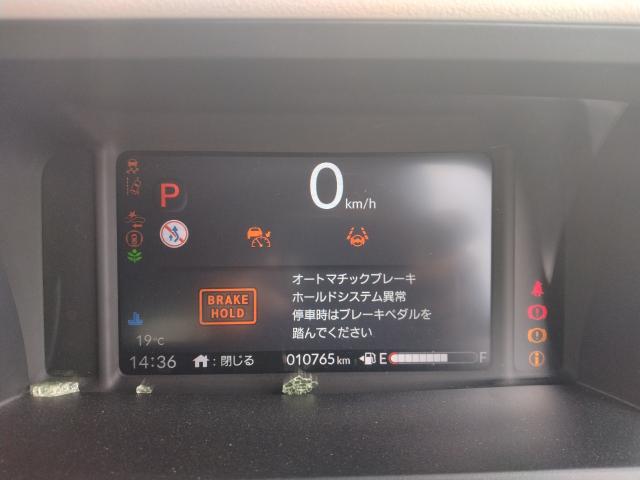 P
0 km/h
BRAKE
HOLD
オートマチックブレーキ
ホールドシステム異常
停車時はブレーキペダルを
踏んでください
19°C
14:36
:閉じる
010765 km
E
F